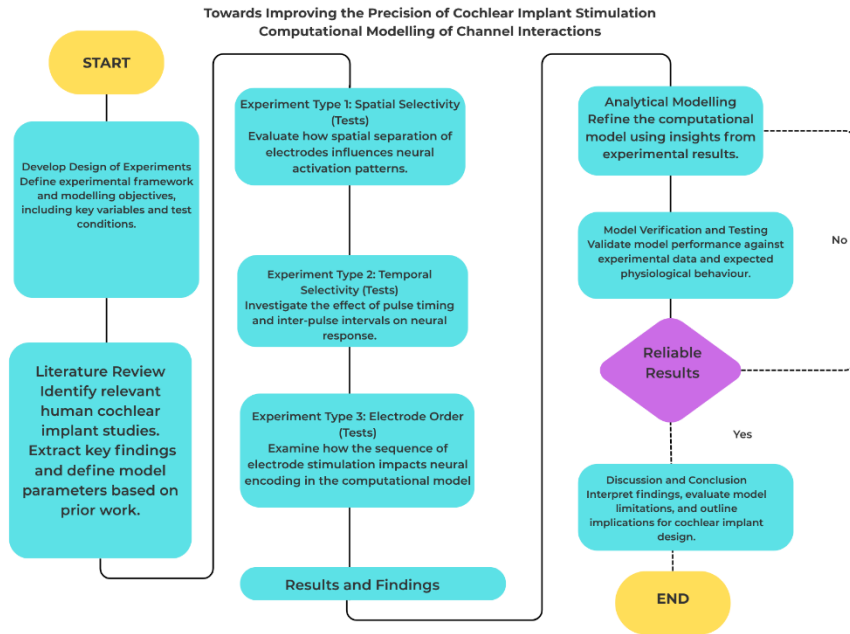 Towards Improving the Precision of Cochlear Implant Stimulation
Computational Modelling of Channel Interactions
START
Develop Design of Experiments
Define experimental framework
and modelling objectives,
including key variables and test
conditions.
Literature Review
Identify relevant
human cochlear
implant studies.
Extract key findings
and define model
parameters based on
prior work.
Experiment Type 1: Spatial Selectivity
(Tests)
Evaluate how spatial separation of
electrodes influences neural
activation patterns.
Experiment Type 2: Temporal
Selectivity (Tests)
Investigate the effect of pulse timing
and inter-pulse intervals on neural
response.
Experiment Type 3: Electrode Order
(Tests)
Examine how the sequence of
electrode stimulation impacts neural
encoding in the computational model
Results and Findings
Analytical Modelling
Refine the computational
model using insights from
experimental results.
Model Verification and Testing
Validate model performance against
experimental data and expected
physiological behaviour.
No
Reliable
Results
Yes
Discussion and Conclusion
Interpret findings, evaluate model
limitations, and outline
implications for cochlear implant
design.
END